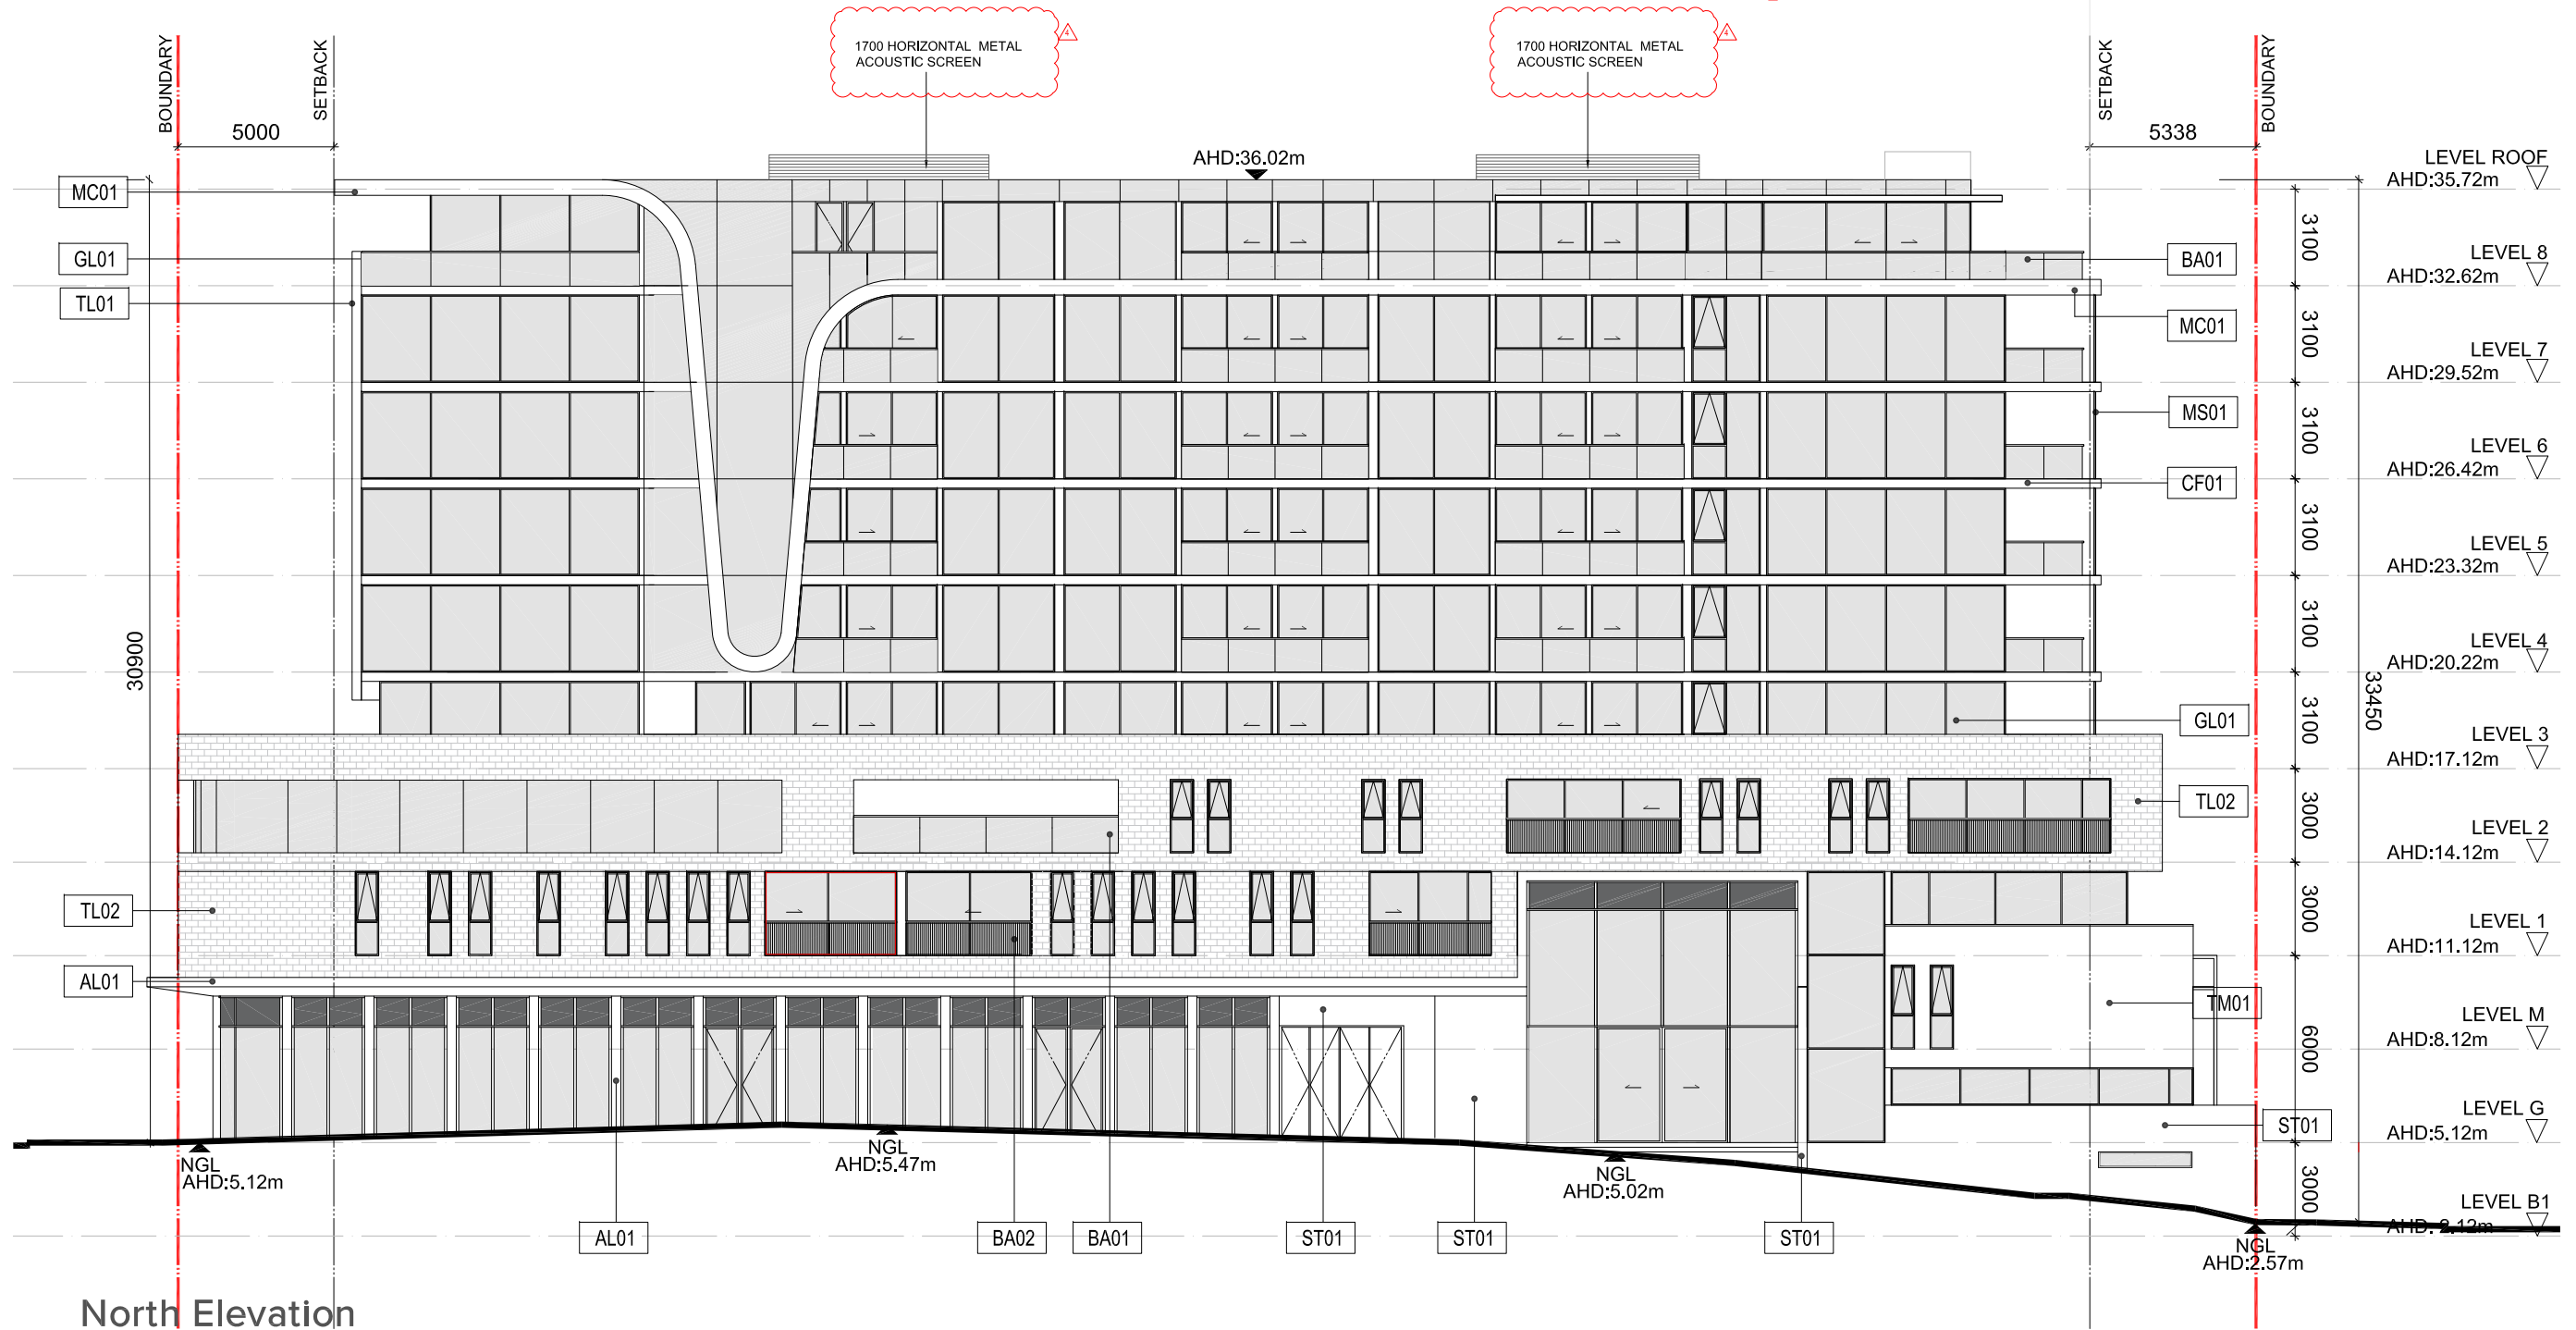 1700 HORIZONTAL METAL
ACOUSTIC SCREEN
4
1700 HORIZONTAL METAL
ACOUSTIC SCREEN
4
BOUNDARY
SETBACK
SETBACK
BOUNDARY
5000
5338
AHD:36.02m
MC01
GL01
TL01
30900
TL02
AL01
BA01
MC01
MS01
CF01
GL01
TL02
TM01
ST01
3100
3100
3100
3100
3100
3100
3000
3000
6000
3000
33450
LEVEL ROOF
AHD:35.72m
LEVEL 8
AHD:32.62m
LEVEL 7
AHD:29.52m
LEVEL 6
AHD:26.42m
LEVEL 5
AHD:23.32m
LEVEL 4
AHD:20.22m
LEVEL 3
AHD:17.12m
LEVEL 2
AHD:14.12m
LEVEL 1
AHD:11.12m
LEVEL M
AHD:8.12m
LEVEL G
AHD:5.12m
LEVEL B1
AHD: 2.12m
NGL
AHD:5.12m
NGL
AHD:5.47m
NGL
AHD:5.02m
NGL
AHD:2.57m
AL01
BA02
BA01
ST01
ST01
ST01
North Elevation